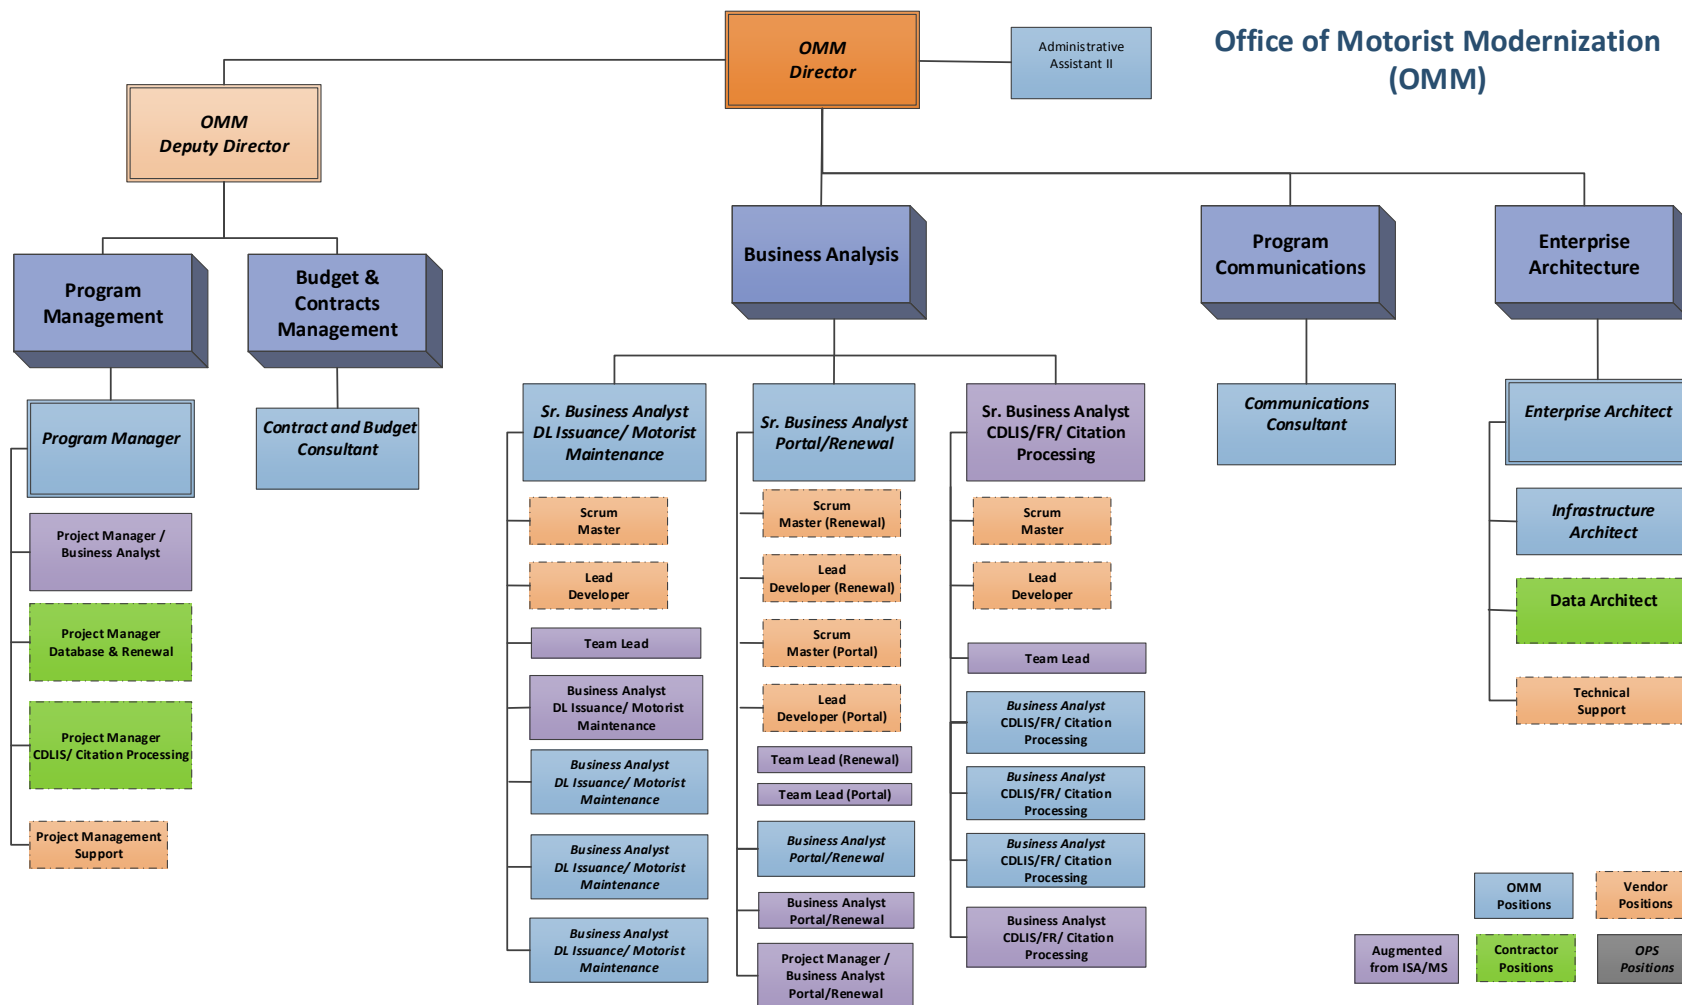 Office of Motorist Modernization
(OMM)
OMM
Director
Administrative
Assistant II
OMM
Deputy Director
Program
Management
Budget &
Contracts
Management
Business Analysis
Program
Communications
Enterprise
Architecture
Program Manager
Project Manager /
Business Analyst
Project Manager
Database & Renewal
Project Manager
CDLIS/ Citation Processing
Project Management
Support
Contract and Budget
Consultant
Sr. Business Analyst
DL Issuance/ Motorist
Maintenance
Scrum
Master
Lead
Developer
Team Lead
Business Analyst
DL Issuance/ Motorist
Maintenance
Business Analyst
DL Issuance/ Motorist
Maintenance
Business Analyst
DL Issuance/ Motorist
Maintenance
Business Analyst
DL Issuance/ Motorist
Maintenance
Sr. Business Analyst
Portal/Renewal
Scrum
Master (Renewal)
Lead
Developer (Renewal)
Scrum
Master (Portal)
Lead
Developer (Portal)
Team Lead (Renewal)
Team Lead (Portal)
Business Analyst
Portal/Renewal
Business Analyst
Portal/Renewal
Project Manager /
Business Analyst
Portal/Renewal
Sr. Business Analyst
CDLIS/FR/ Citation
Processing
Scrum
Master
Lead
Developer
Team Lead
Business Analyst
CDLIS/FR/ Citation
Processing
Business Analyst
CDLIS/FR/ Citation
Processing
Business Analyst
CDLIS/FR/ Citation
Processing
Business Analyst
CDLIS/FR/ Citation
Processing
Communications
Consultant
Enterprise Architect
Infrastructure
Architect
Data Architect
Technical
Support
OMM
Positions
Vendor
Positions
Augmented
from ISA/MS
Contractor
Positions
OPS
Positions